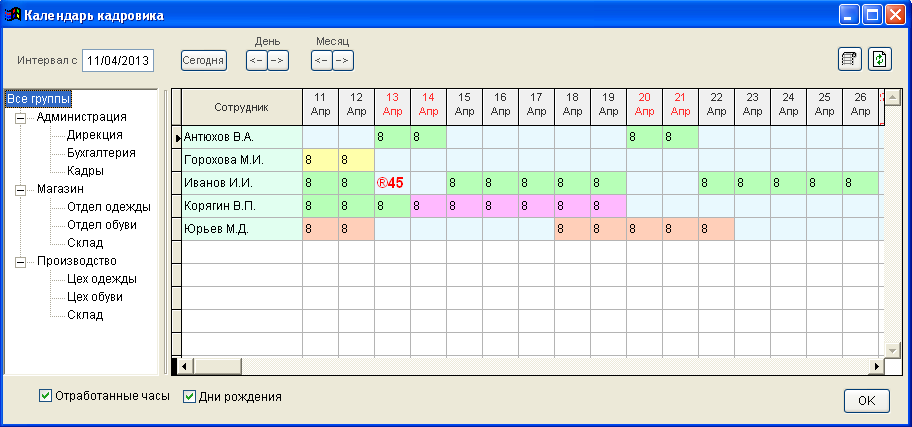 Календарь кадровика
День Месяц
Интервал с 11/04/2013 Сегодня <- -> <- ->
Все группы
Администрация
Дирекция
Бухгалтерия
Кадры
Магазин
Отдел одежды
Отдел обуви
Склад
Производство
Цех одежды
Цех обуви
Склад
Сотрудник 11 Апр 12 Апр 13 Апр 14 Апр 15 Апр 16 Апр 17 Апр 18 Апр 19 Апр 20 Апр 21 Апр 22 Апр 23 Апр 24 Апр 25 Апр 26 Апр
Антюхов В.А. 8 8 8 8
Горохова М.И. 8 8
Иванов И.И. 8 8 ®45 8 8 8 8 8 8 8 8 8 8
Корягин В.П. 8 8 8 8 8 8 8 8 8
Юрьев М.Д. 8 8 8 8 8 8 8
Отработанные часы Дни рождения
OK